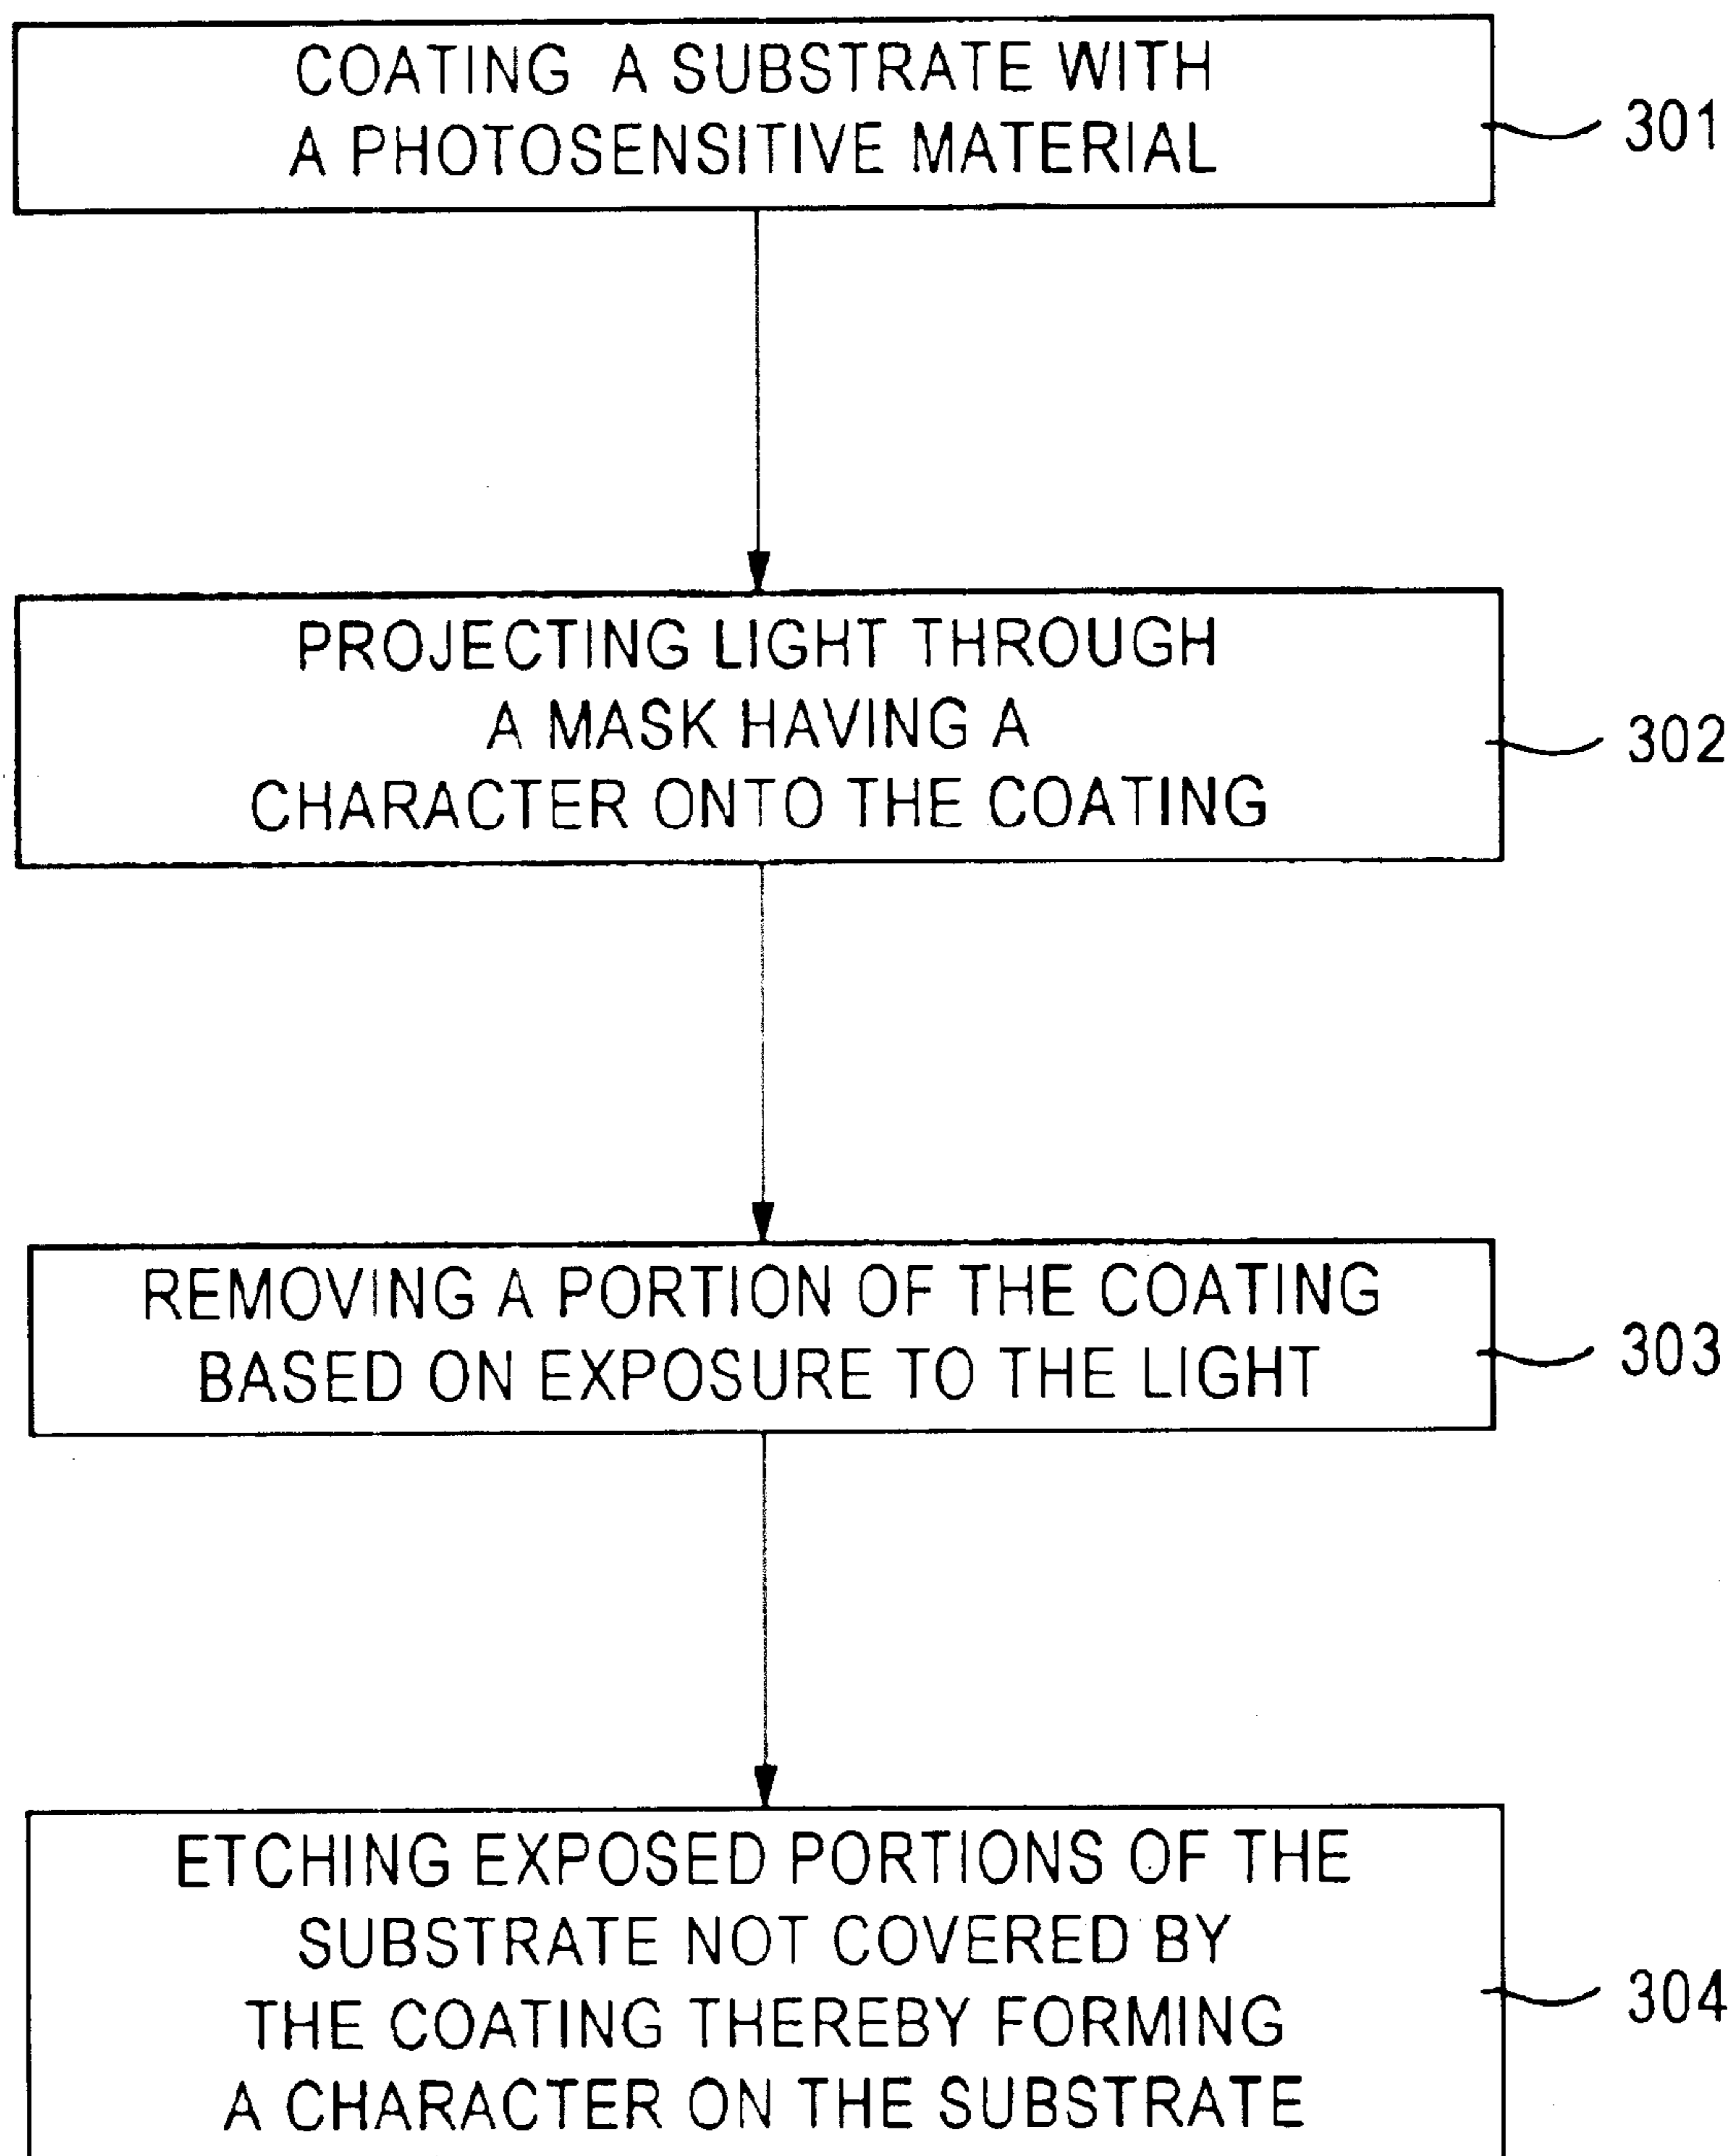 COATING A SUBSTRATE WITH
A PHOTOSENSITIVE MATERIAL
301
PROJECTING LIGHT THROUGH
A MASK HAVING A
CHARACTER ONTO THE COATING
302
REMOVING A PORTION OF THE COATING
BASED ON EXPOSURE TO THE LIGHT
303
ETCHING EXPOSED PORTIONS OF THE
SUBSTRATE NOT COVERED BY
THE COATING THEREBY FORMING
A CHARACTER ON THE SUBSTRATE
304